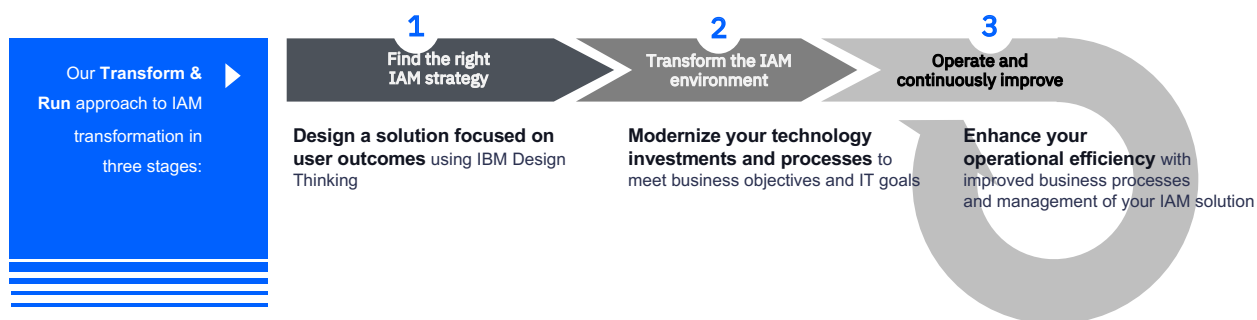 Our Transform &
Run approach to IAM
transformation in
three stages:
1
Find the right
IAM strategy
Design a solution focused on
user outcomes using IBM Design
Thinking
2
Transform the IAM
environment
Modernize your technology
investments and processes to
meet business objectives and IT goals
3
Operate and
continuously improve
Enhance your
operational efficiency with
improved business processes
and management of your IAM solution